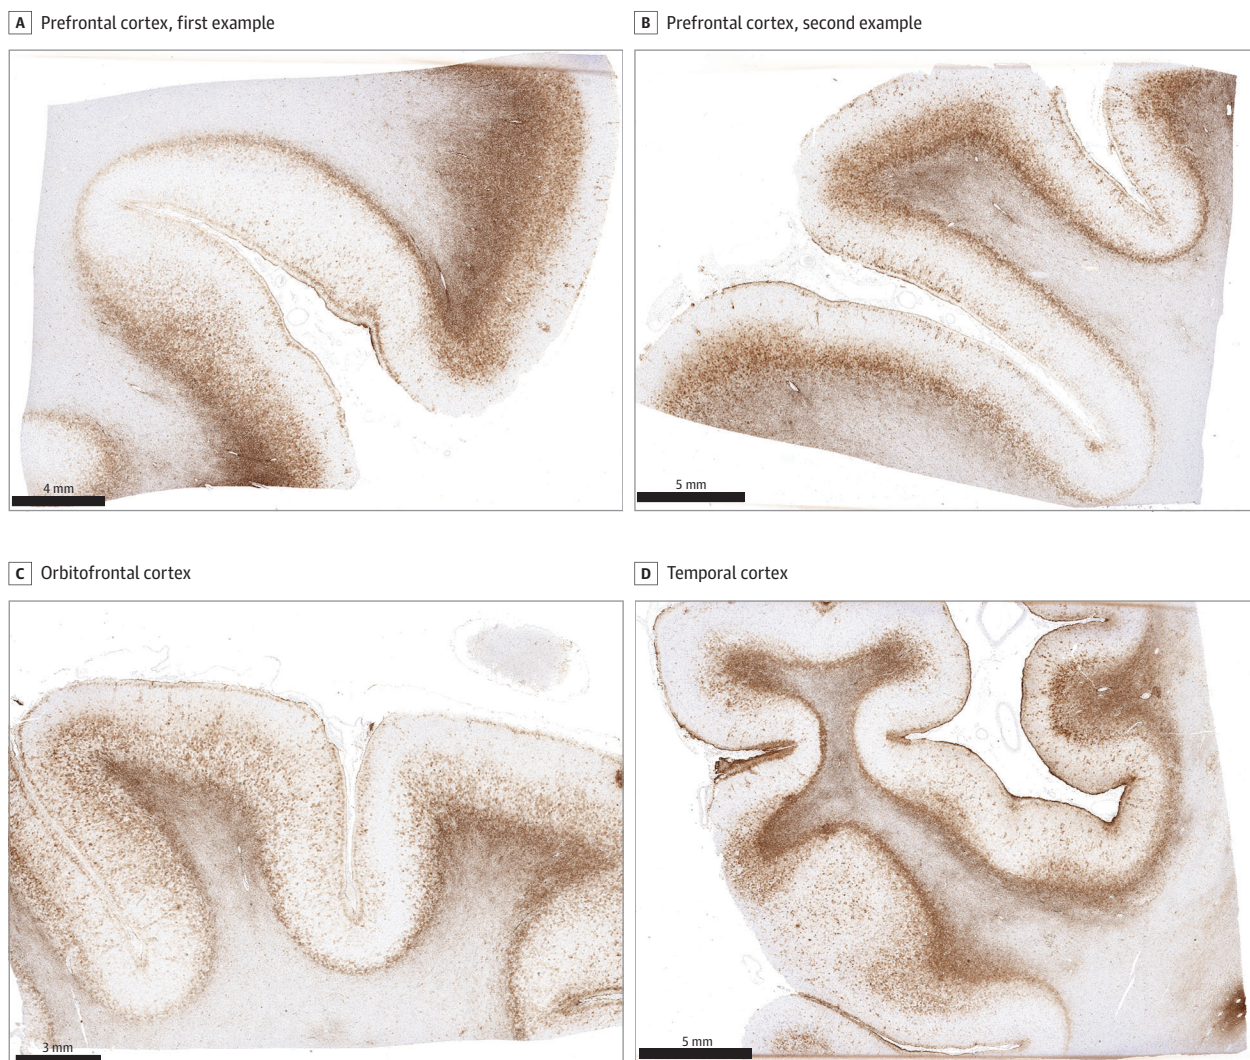 A Prefrontal cortex, first example
B Prefrontal cortex, second example
4 mm
5 mm
C Orbitofrontal cortex
D Temporal cortex
3 mm
5 mm